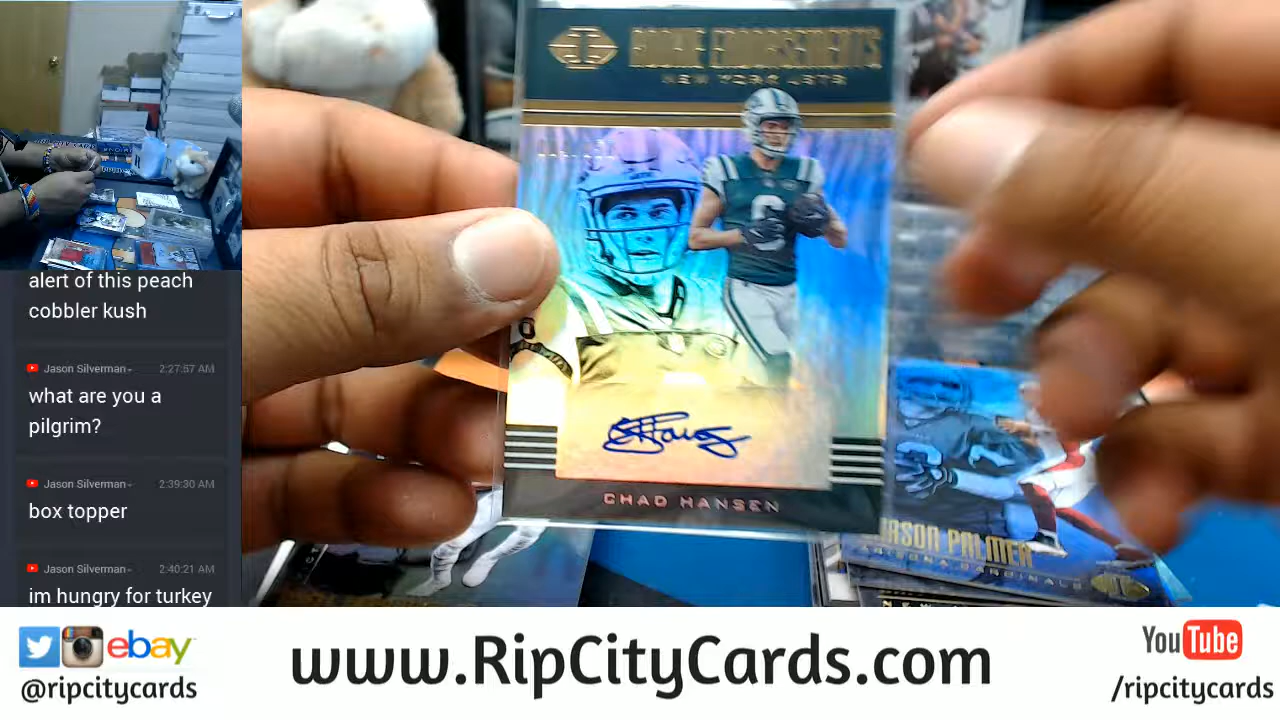 alert of this peach
cobbler kush
Jason Silverman
2:27:57 AM
what are you a
pilgrim?
Jason Silverman
2:39:30 AM
box topper
Jason Silverman
2:40:21 AM
im hungry for turkey
ROOKIE ENDORSEMENTS
NEW YORK JETS
6
CHAD HANSEN
ARIZONA CARDINALS
ebay
@ripcitycards
www.RipCityCards.com
YouTube
/ripcitycards